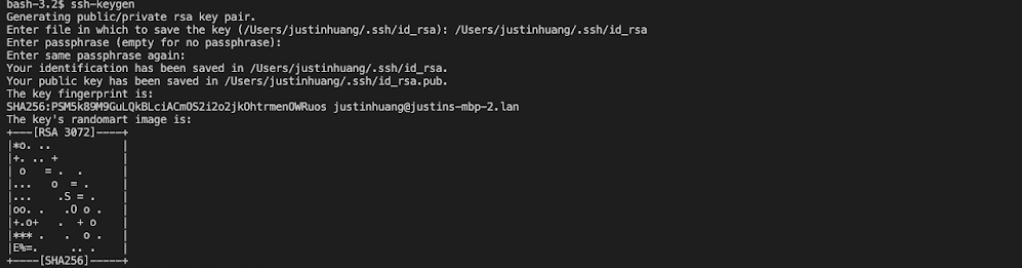 bash-3.2$ ssh-keygen
Generating public/private rsa key pair.
Enter file in which to save the key (/Users/justinhuang/.ssh/id_rsa): /Users/justinhuang/.ssh/id_rsa
Enter passphrase (empty for no passphrase):
Enter same passphrase again:
Your identification has been saved in /Users/justinhuang/.ssh/id_rsa.
Your public key has been saved in /Users/justinhuang/.ssh/id_rsa.pub.
The key fingerprint is:
SHA256:PSM5k89M9GuLQkBLciACmOS2i2o2jkOhtrmenOWRuos justinhuang@justins-mbp-2.lan
The key's randomart image is:
+---[RSA 3072]----+
|*o. ..           |
|+. .. +          |
| o   = .  .      |
|...   o  = .     |
|...    .S = .    |
|oo. .   .O o .   |
|+.o+   .  + o    |
|*** .   .  o .   |
|E%=.     .. .    |
+----[SHA256]-----+